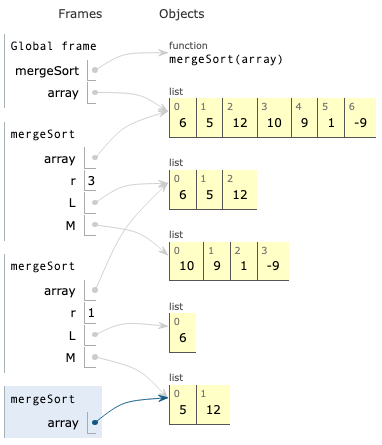 Frames Objects
Global frame
mergeSort
array
function
mergeSort(array)
list
0 1 2 3 4 5 6
6 5 12 10 9 1 -9
mergeSort
array
r 3
L
M
list
0 1 2
6 5 12
list
0 1 2 3
10 9 1 -9
mergeSort
array
r 1
L
M
list
0
6
list
0 1
5 12
mergeSort
array